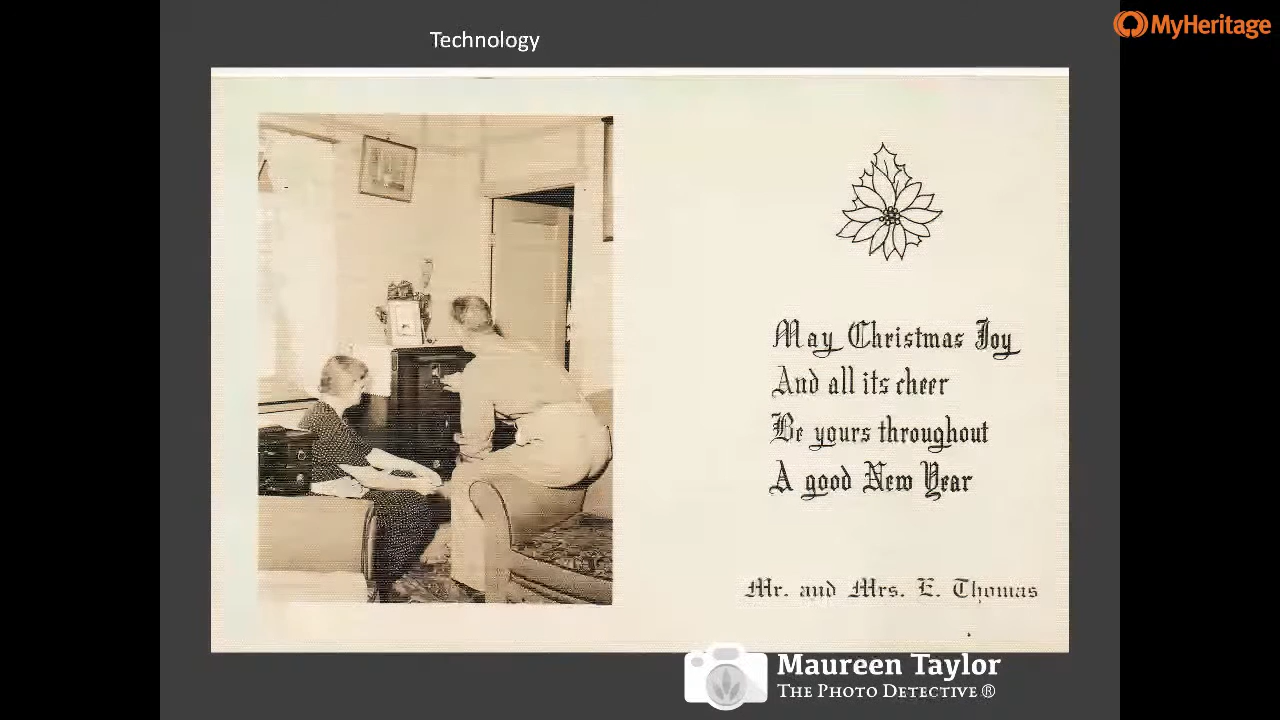 Technology
MyHeritage
May Christmas Joy
And all its cheer
Be yours throughout
A good New Year
Mr. and Mrs. E. Thomas
Maureen Taylor
THE PHOTO DETECTIVE ®